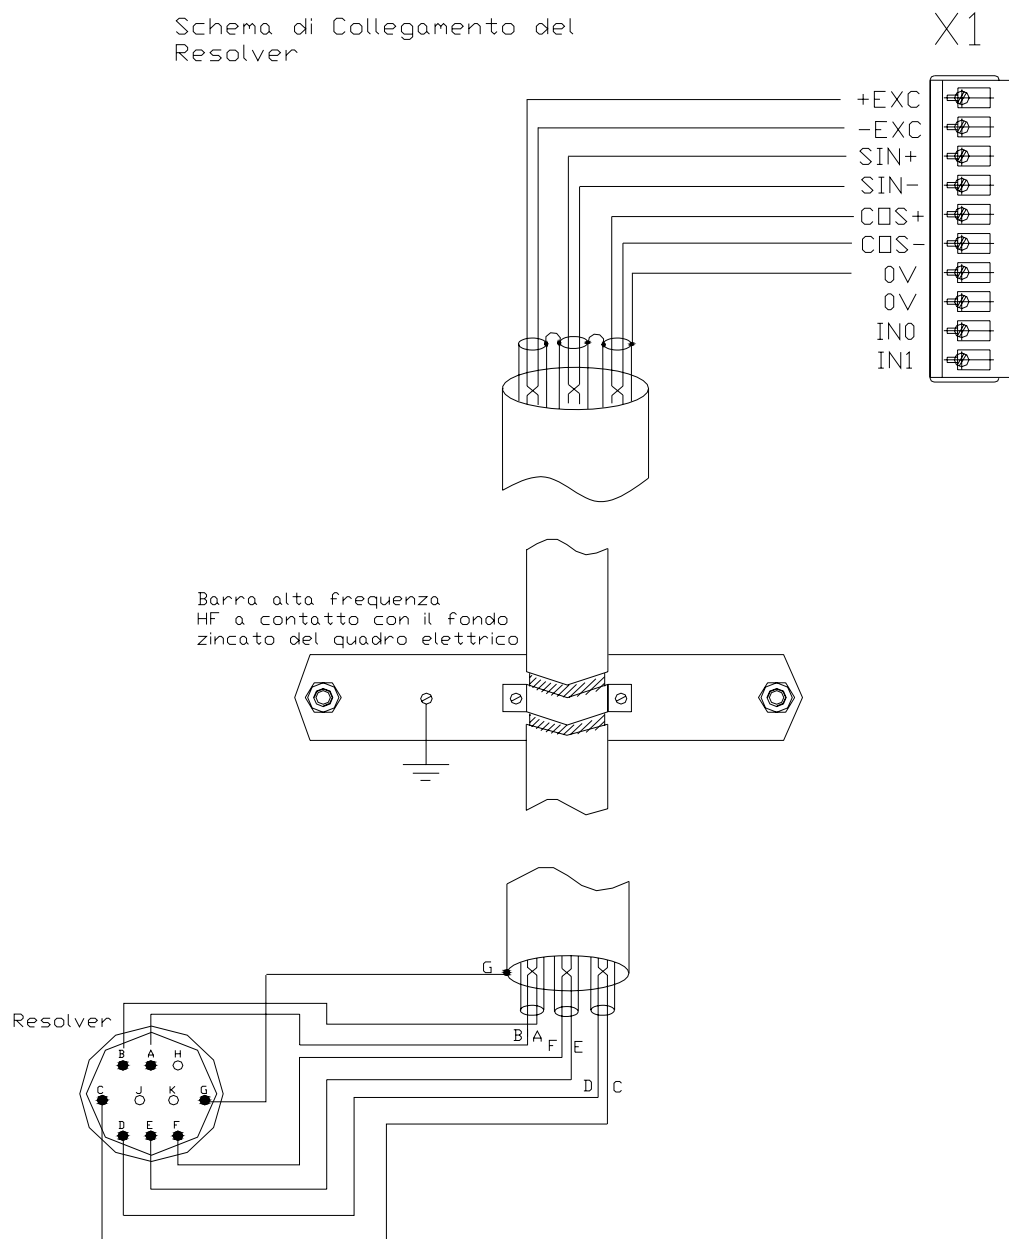 Schema di Collegamento del
Resolver
X1
+EXC
-EXC
SIN+
SIN-
COS+
COS-
0V
0V
IN0
IN1
Barra alta frequenza
HF a contatto con il fondo
zincato del quadro elettrico
G
Resolver
B A
F E
D C
B A H
C J K G
D E F